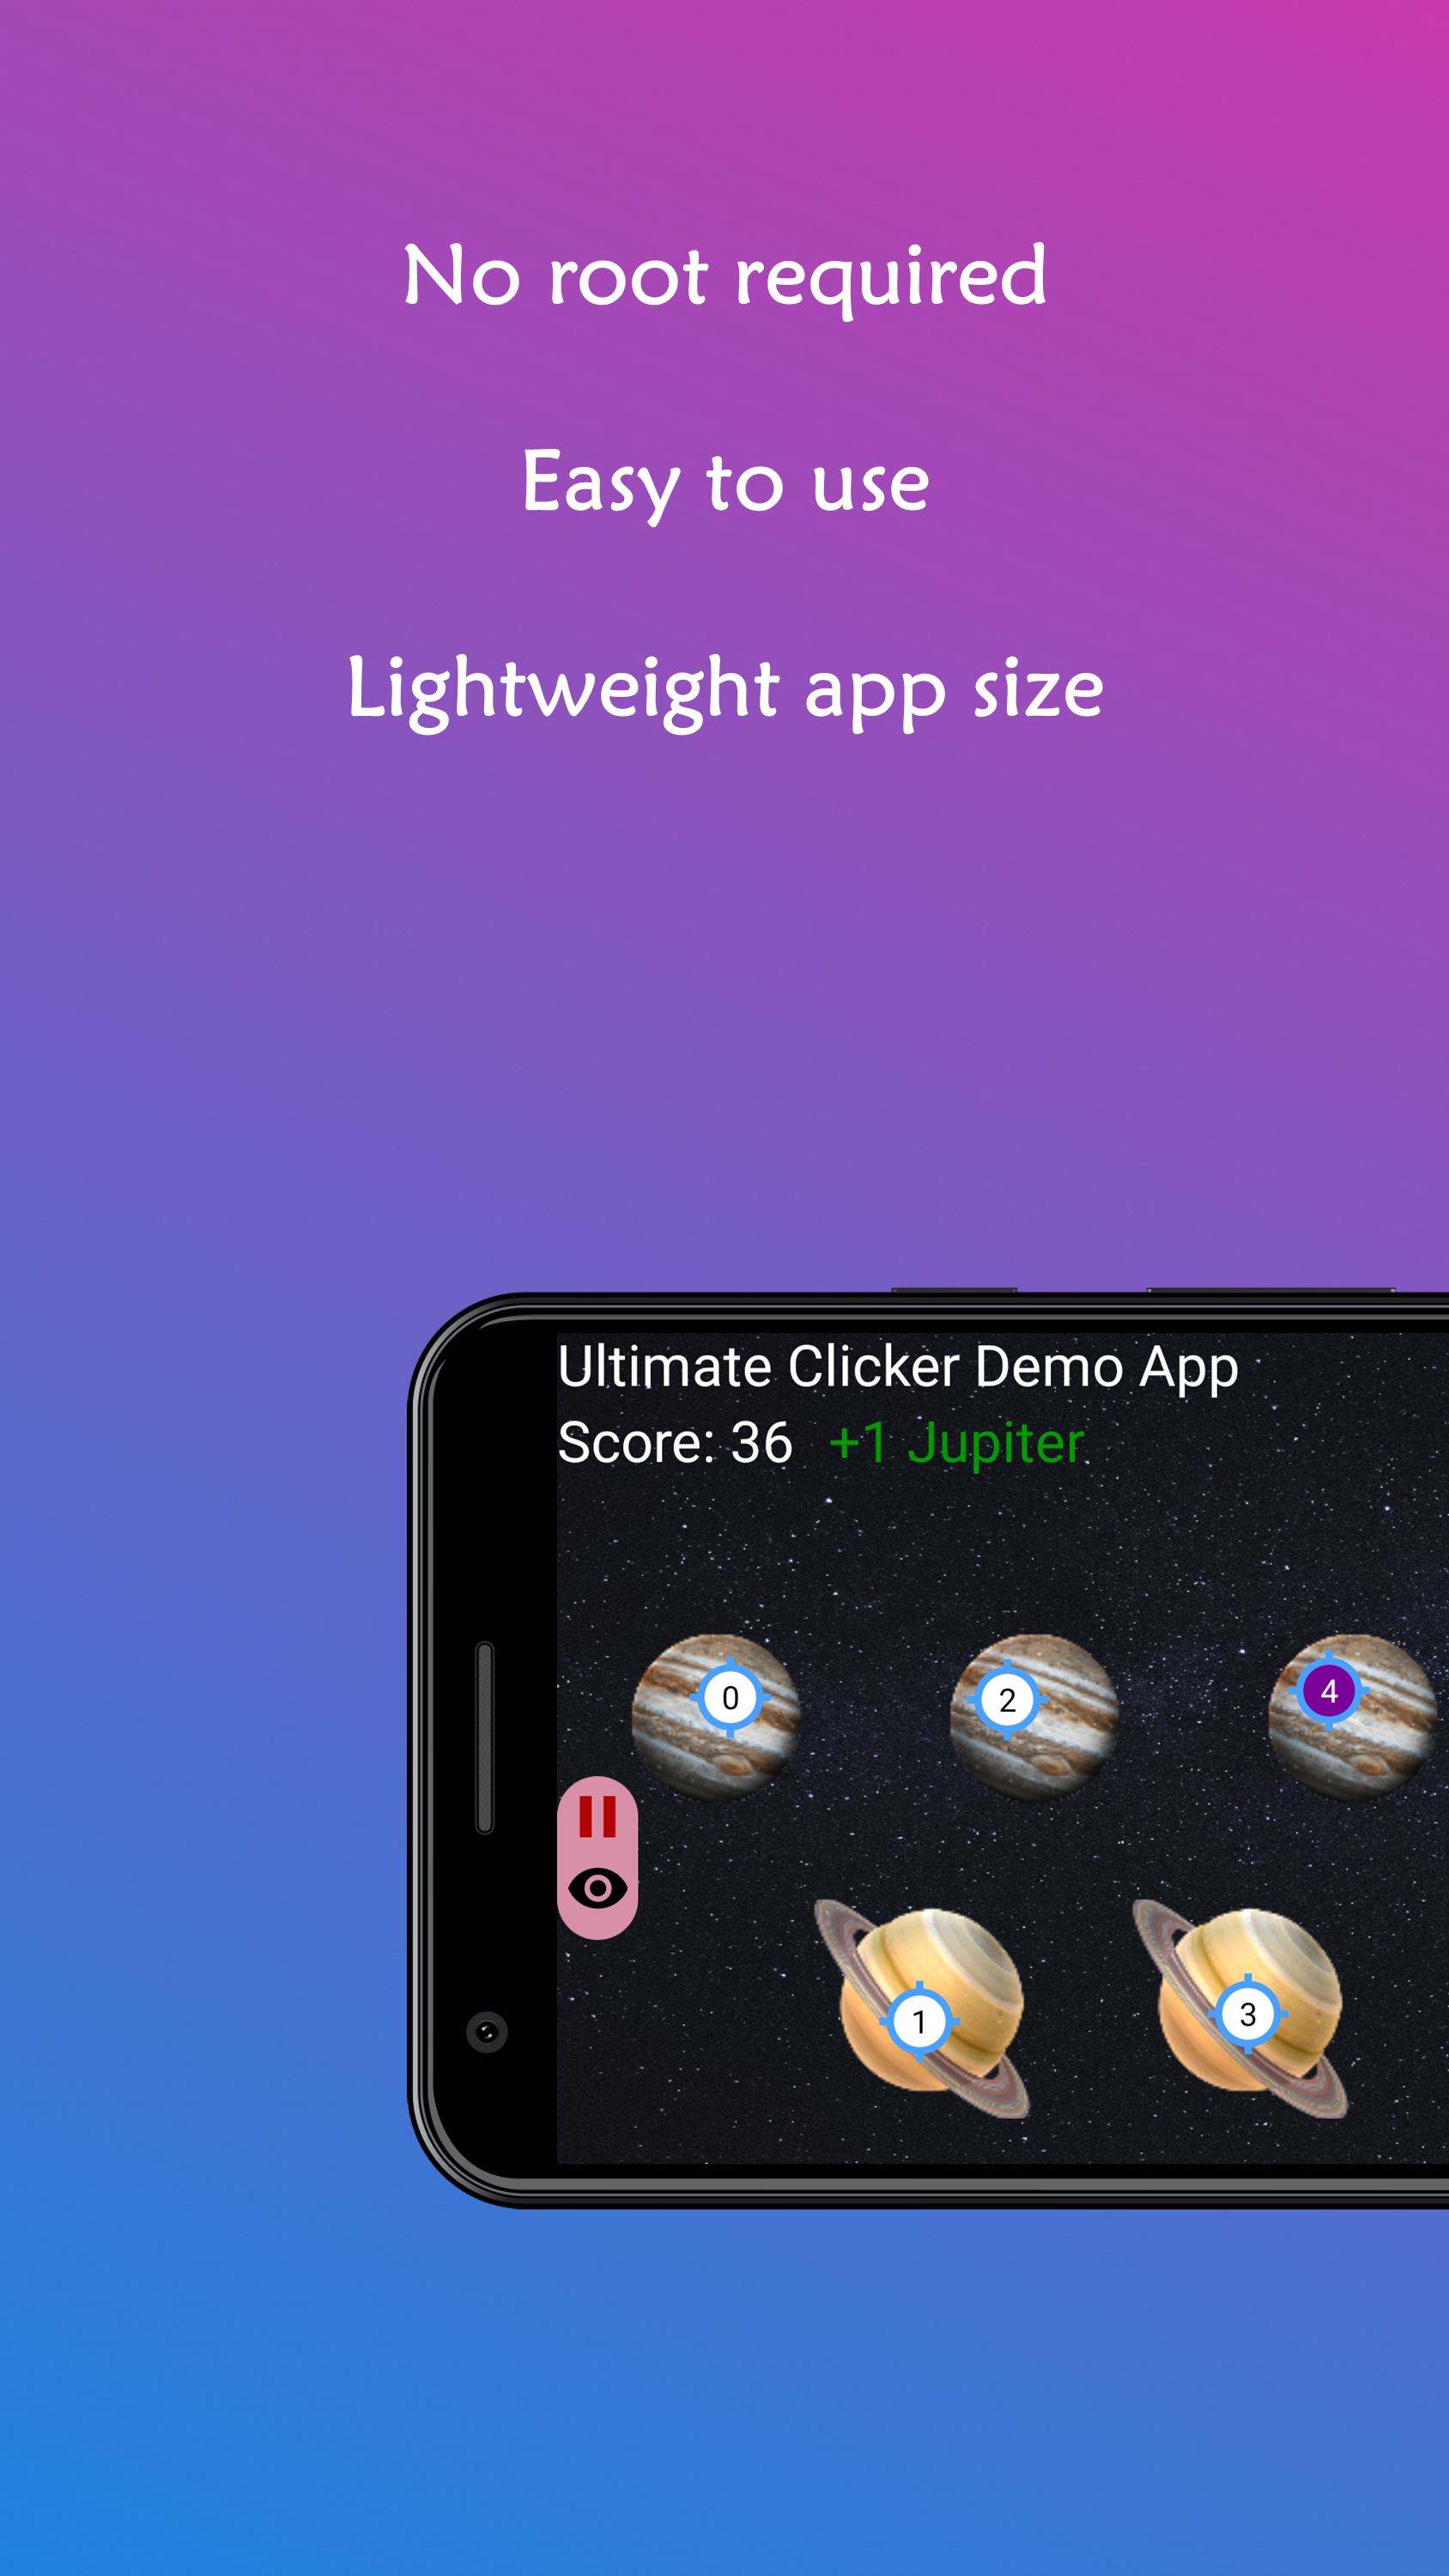 No root required
Easy to use
Lightweight app size
Ultimate Clicker Demo App
Score: 36 +1 Jupiter
0 2 4
1 3